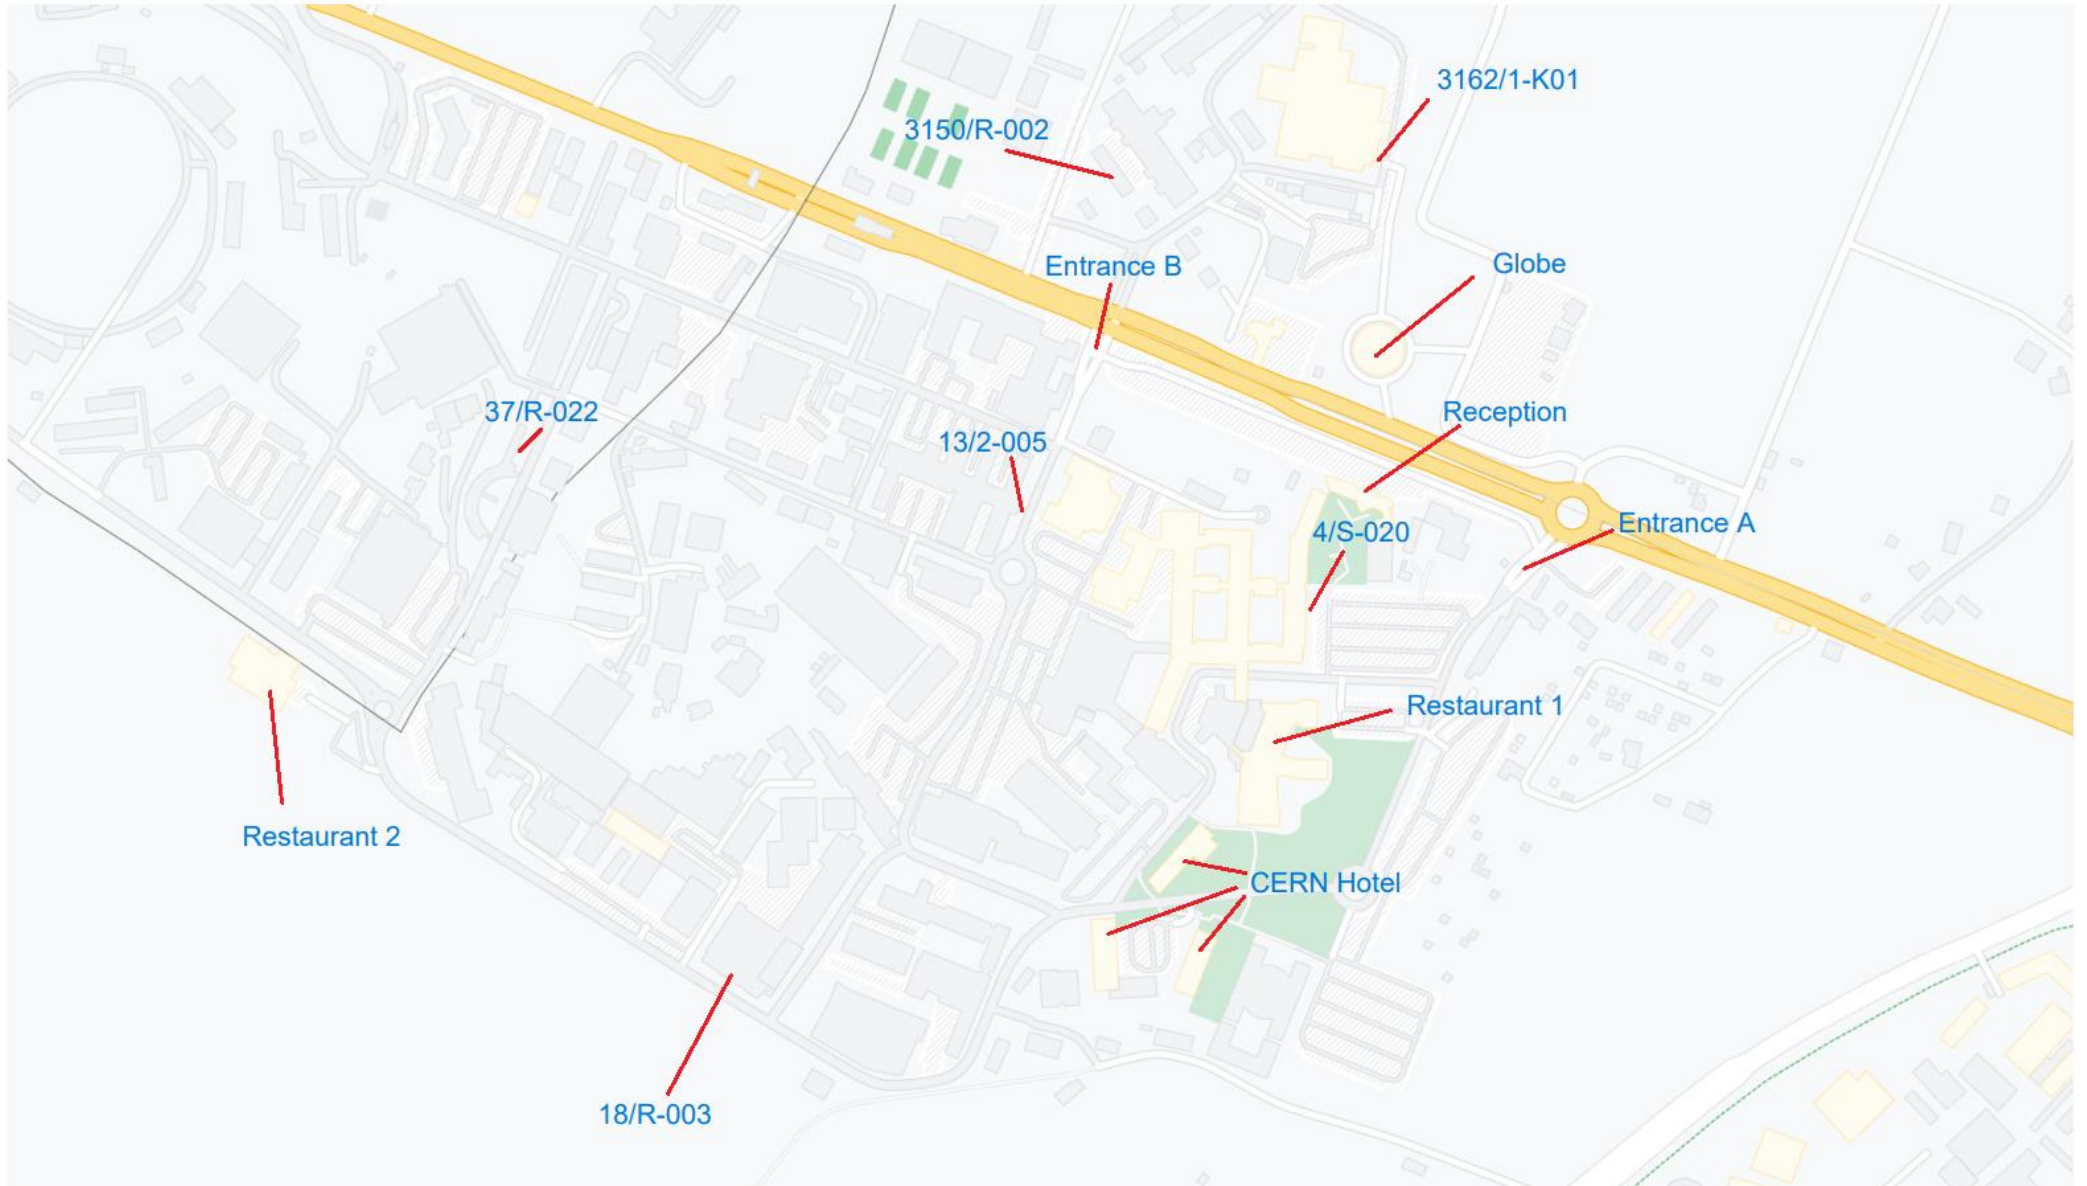 3162/1-K01
3150/R-002
Entrance B
Globe
37/R-022
13/2-005
Reception
4/S-020
Entrance A
Restaurant 1
Restaurant 2
CERN Hotel
18/R-003